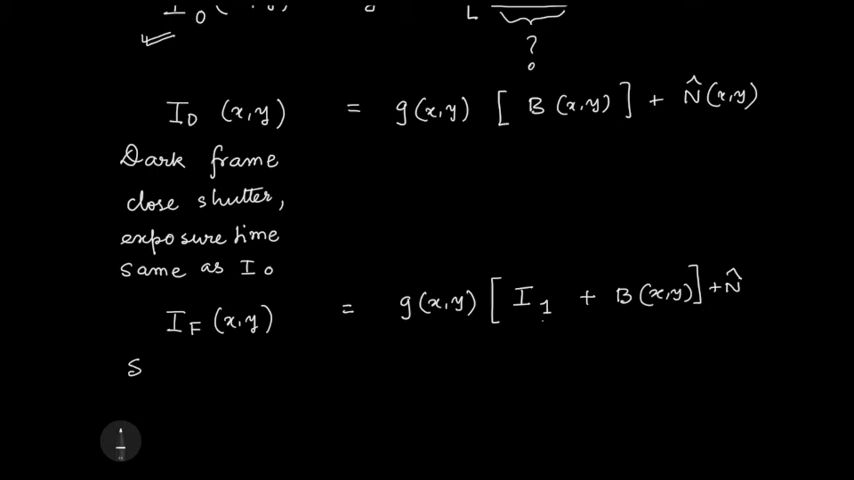 L
?
I_D (x,y) = g(x,y) [ B (x,y) ] + N̂(x,y)
Dark frame
close shutter,
exposure time
same as I_0
I_F (x,y) = g(x,y) [ I_1 + B(x,y) ] + N̂
S